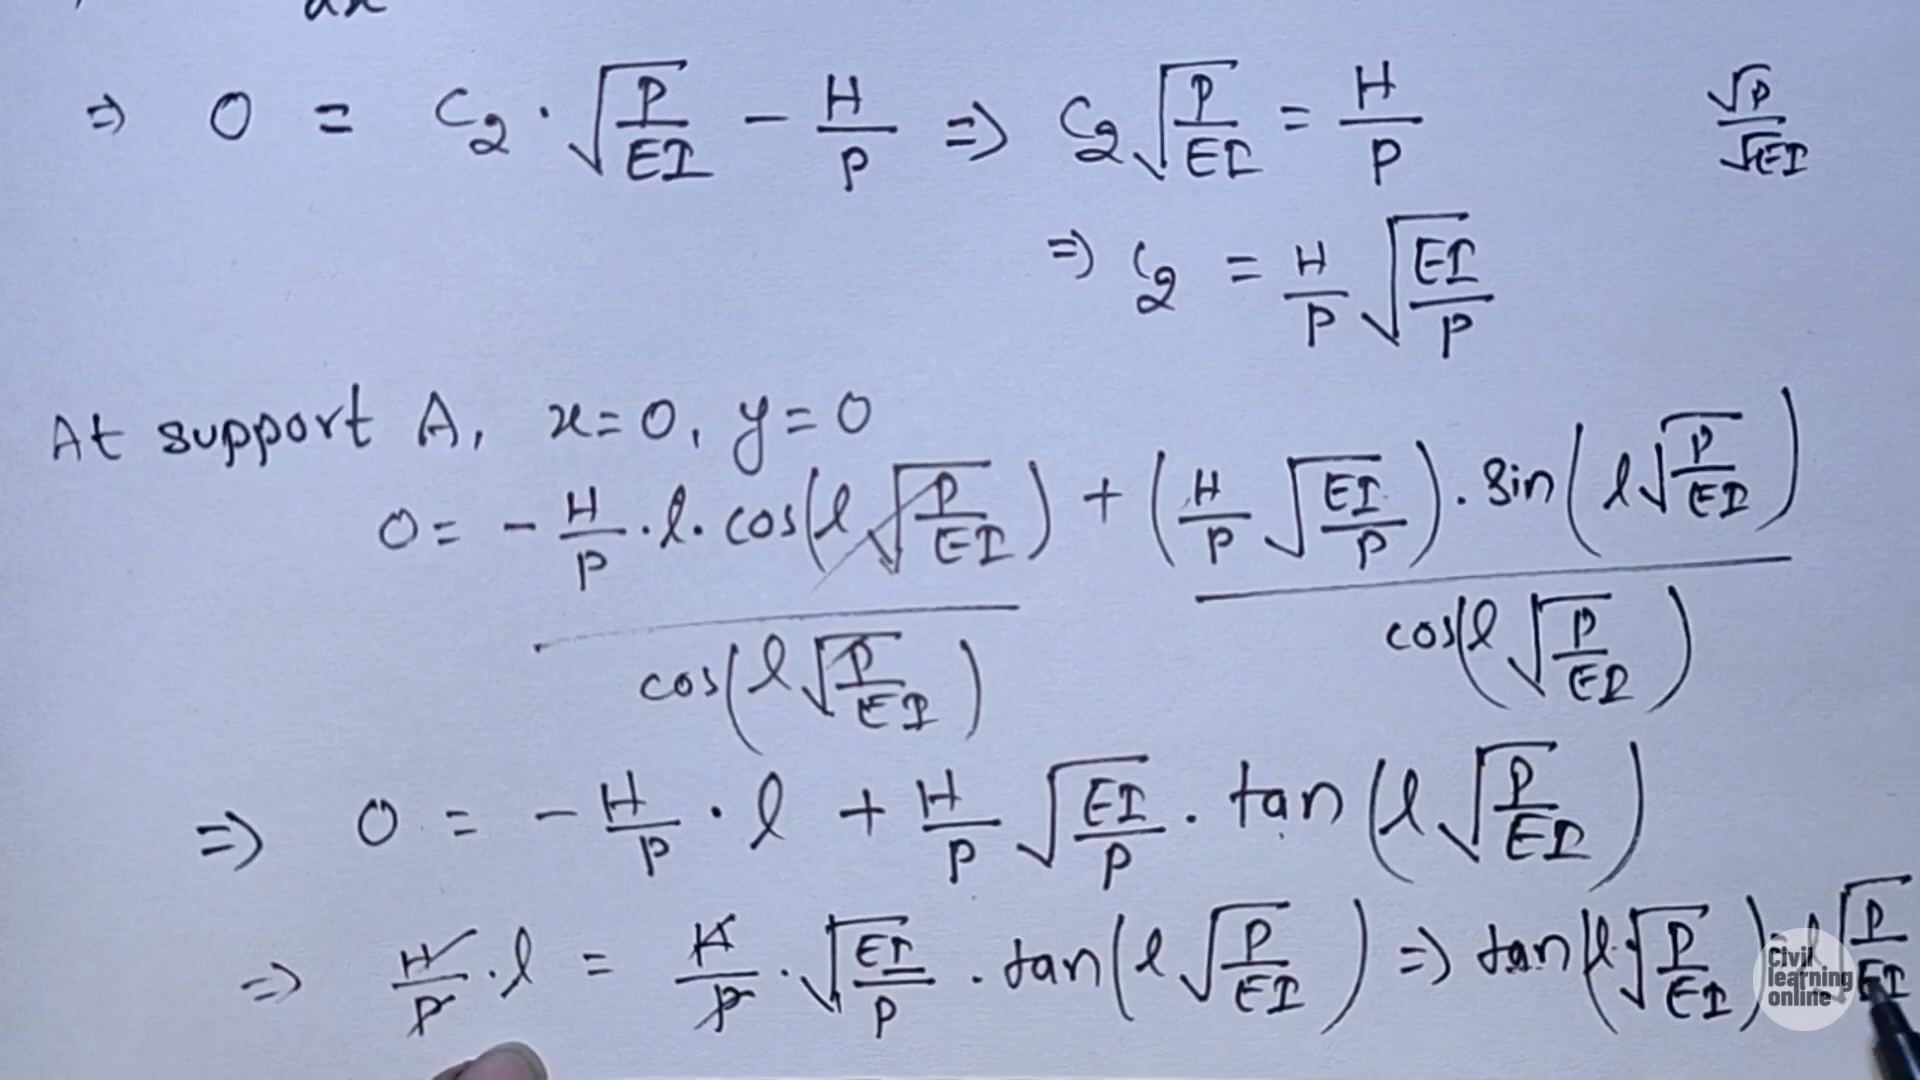 dx
⇒ 0 = C₂ · √(P/EI) − H/P ⇒ C₂ √(P/EI) = H/P √P/√EI
⇒ C₂ = H/P √(EI/P)
At support A, x=0, y=0
0 = − H/P · l · cos(l √(P/EI)) / cos(l √(P/EI)) + (H/P √(EI/P)) · sin(l √(P/EI)) / cos(l √(P/EI))
⇒ 0 = − H/P · l + H/P √(EI/P) · tan(l √(P/EI))
⇒ H/P · l = H/P · √(EI/P) · tan(l √(P/EI)) ⇒ tan(l √(P/EI)) = l √(P/EI)
Civil
learning
online